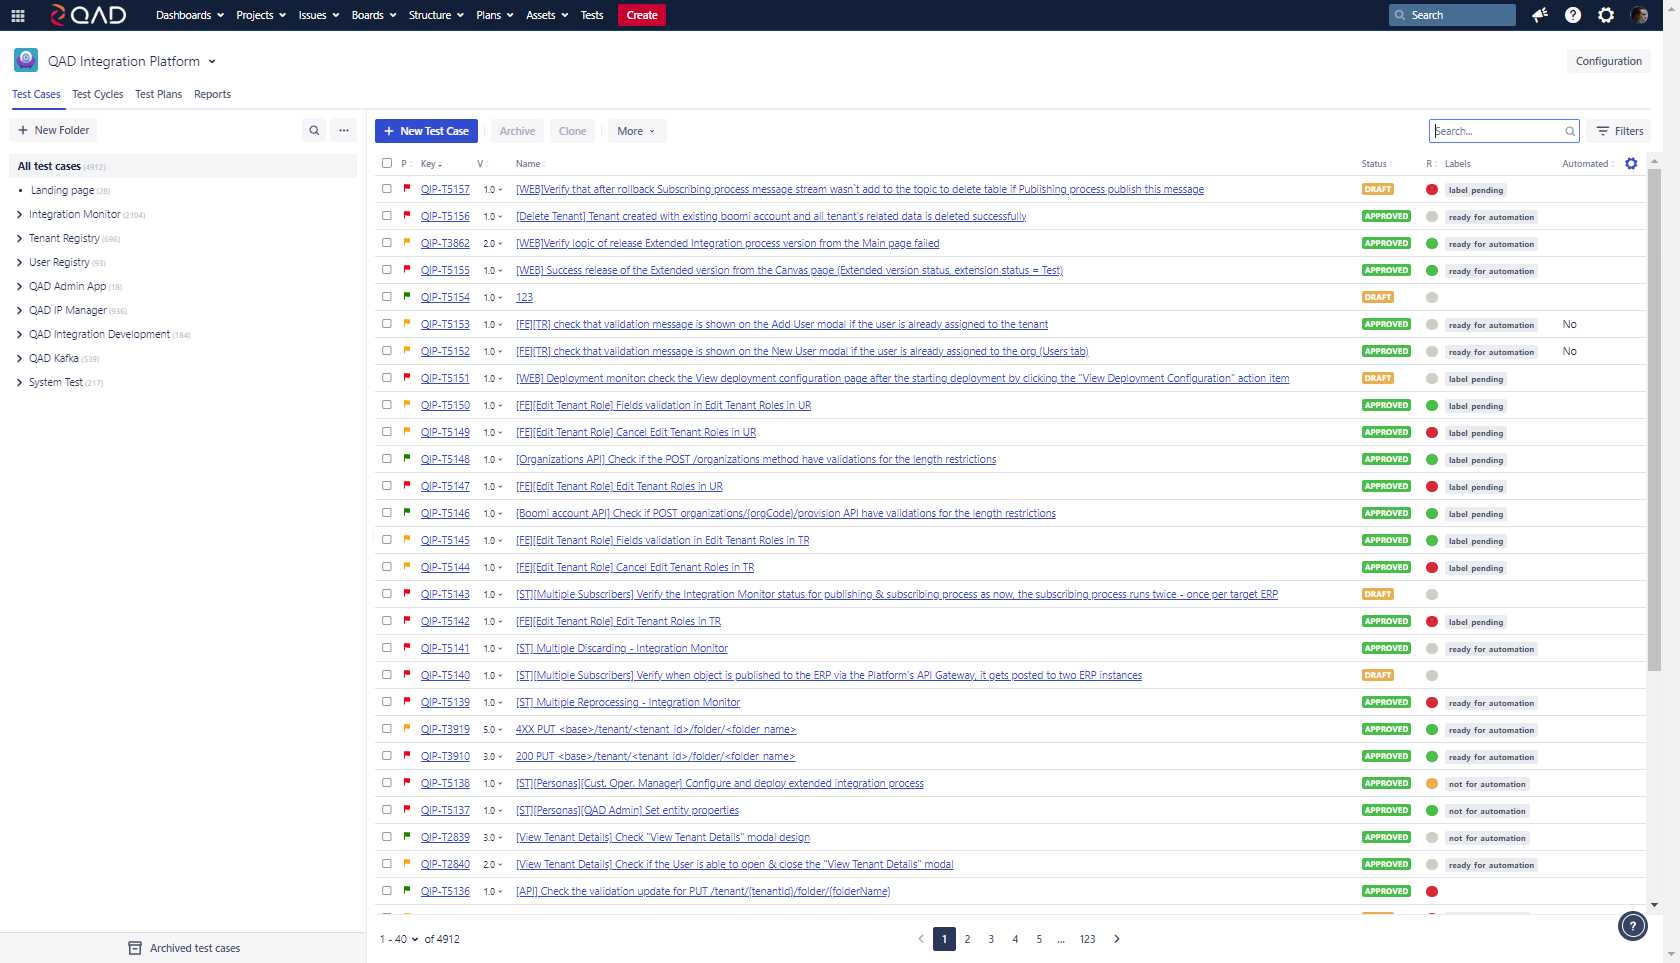 QAD Dashboards Projects Issues Boards Structure Plans Assets Tests Create Search
QAD Integration Platform Configuration
Test Cases Test Cycles Test Plans Reports
New Folder ... New Test Case Archive Clone More Search... Filters
All test cases (4912)
Landing page (28)
Integration Monitor (2104)
Tenant Registry (696)
User Registry (93)
QAD Admin App (18)
QAD IP Manager (936)
QAD Integration Development (184)
QAD Kafka (539)
System Test (217)
Archived test cases
P Key V Name Status R Labels Automated
QIP-T5157 1.0 [WEB]Verify that after rollback Subscribing process message stream wasn`t add to the topic to delete table if Publishing process publish this message DRAFT label pending
QIP-T5156 1.0 [Delete Tenant] Tenant created with existing boomi account and all tenant's related data is deleted successfully APPROVED ready for automation
QIP-T3862 2.0 [WEB]Verify logic of release Extended Integration process version from the Main page failed APPROVED ready for automation
QIP-T5155 1.0 [WEB] Success release of the Extended version from the Canvas page (Extended version status, extension status = Test) APPROVED ready for automation
QIP-T5154 1.0 123 DRAFT
QIP-T5153 1.0 [FE][TR] check that validation message is shown on the Add User modal if the user is already assigned to the tenant APPROVED ready for automation No
QIP-T5152 1.0 [FE][TR] check that validation message is shown on the New User modal if the user is already assigned to the org (Users tab) APPROVED ready for automation No
QIP-T5151 1.0 [WEB] Deployment monitor: check the View deployment configuration page after the starting deployment by clicking the "View Deployment Configuration" action item DRAFT label pending
QIP-T5150 1.0 [FE][Edit Tenant Role] Fields validation in Edit Tenant Roles in UR APPROVED label pending
QIP-T5149 1.0 [FE][Edit Tenant Role] Cancel Edit Tenant Roles in UR APPROVED label pending
QIP-T5148 1.0 [Organizations API] Check if the POST /organizations method have validations for the length restrictions APPROVED label pending
QIP-T5147 1.0 [FE][Edit Tenant Role] Edit Tenant Roles in UR APPROVED label pending
QIP-T5146 1.0 [Boomi account API] Check if POST organizations/{orgCode}/provision API have validations for the length restrictions APPROVED label pending
QIP-T5145 1.0 [FE][Edit Tenant Role] Fields validation in Edit Tenant Roles in TR APPROVED label pending
QIP-T5144 1.0 [FE][Edit Tenant Role] Cancel Edit Tenant Roles in TR APPROVED label pending
QIP-T5143 1.0 [ST][Multiple Subscribers] Verify the Integration Monitor status for publishing & subscribing process as now, the subscribing process runs twice - once per target ERP DRAFT
QIP-T5142 1.0 [FE][Edit Tenant Role] Edit Tenant Roles in TR APPROVED label pending
QIP-T5141 1.0 [ST] Multiple Discarding - Integration Monitor APPROVED ready for automation
QIP-T5140 1.0 [ST][Multiple Subscribers] Verify when object is published to the ERP via the Platform's API Gateway, it gets posted to two ERP instances DRAFT
QIP-T5139 1.0 [ST] Multiple Reprocessing - Integration Monitor APPROVED ready for automation
QIP-T3919 5.0 4XX PUT <base>/tenant/<tenant_id>/folder/<folder_name> APPROVED ready for automation
QIP-T3910 3.0 200 PUT <base>/tenant/<tenant_id>/folder/<folder_name> APPROVED ready for automation
QIP-T5138 1.0 [ST][Personas][Cust. Oper. Manager] Configure and deploy extended integration process APPROVED not for automation
QIP-T5137 1.0 [ST][Personas][QAD Admin] Set entity properties APPROVED not for automation
QIP-T2839 3.0 [View Tenant Details] Check "View Tenant Details" modal design APPROVED not for automation
QIP-T2840 2.0 [View Tenant Details] Check if the User is able to open & close the "View Tenant Details" modal APPROVED ready for automation
QIP-T5136 1.0 [API] Check the validation update for PUT /tenant/{tenantId}/folder/{folderName} APPROVED
1 - 40 of 4912 1 2 3 4 5 ... 123 ?